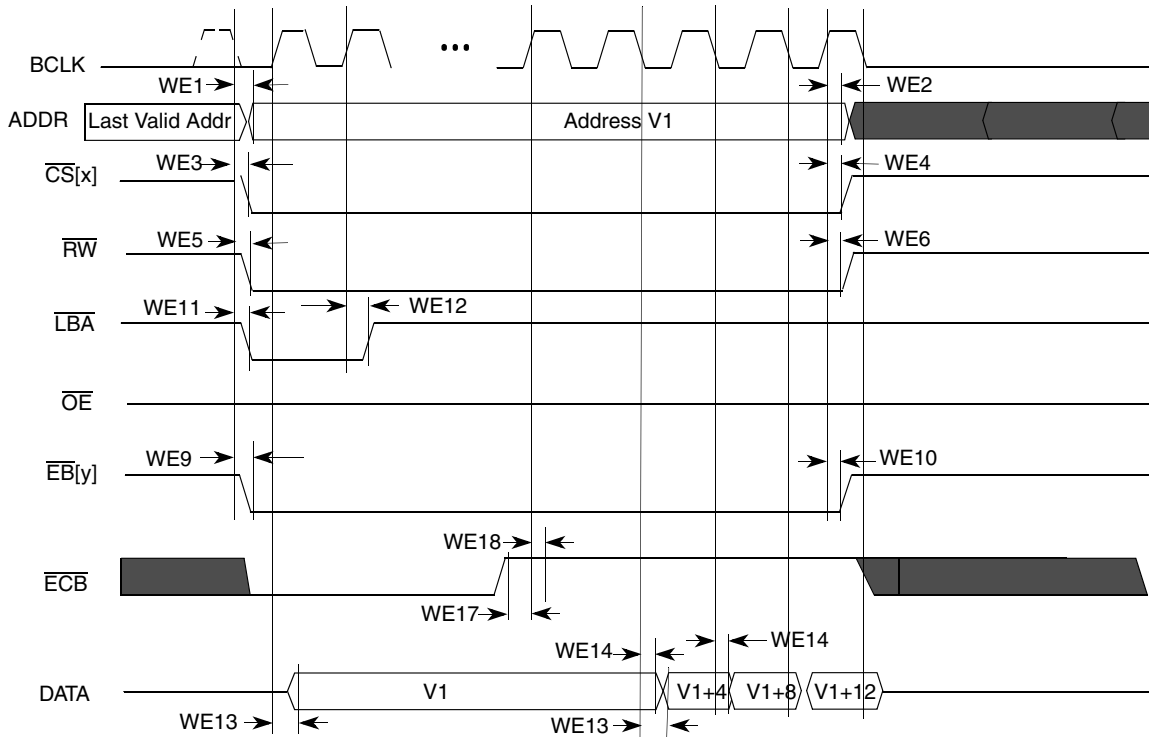 BCLK
•••
WE1
WE2
ADDR
Last Valid Addr
Address V1
WE3
WE4
CS[x]
WE5
WE6
RW
WE11
WE12
LBA
OE
WE9
WE10
EB[y]
WE18
ECB
WE17
WE14
WE14
DATA
V1
V1+4
V1+8
V1+12
WE13
WE13